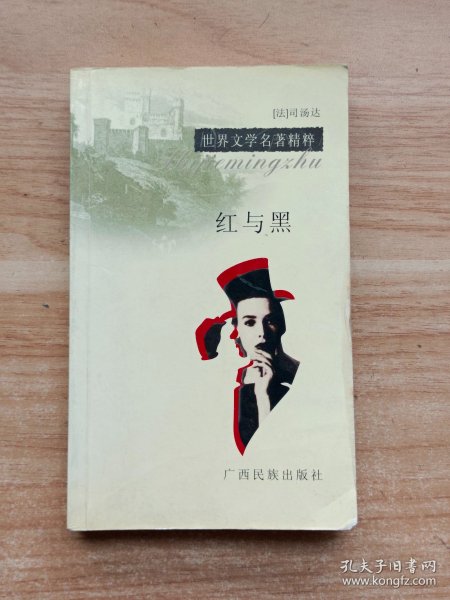 [法]司汤达
世界文学名著精粹
红与黑
广西民族出版社
孔夫子旧书网
www.kongfz.com